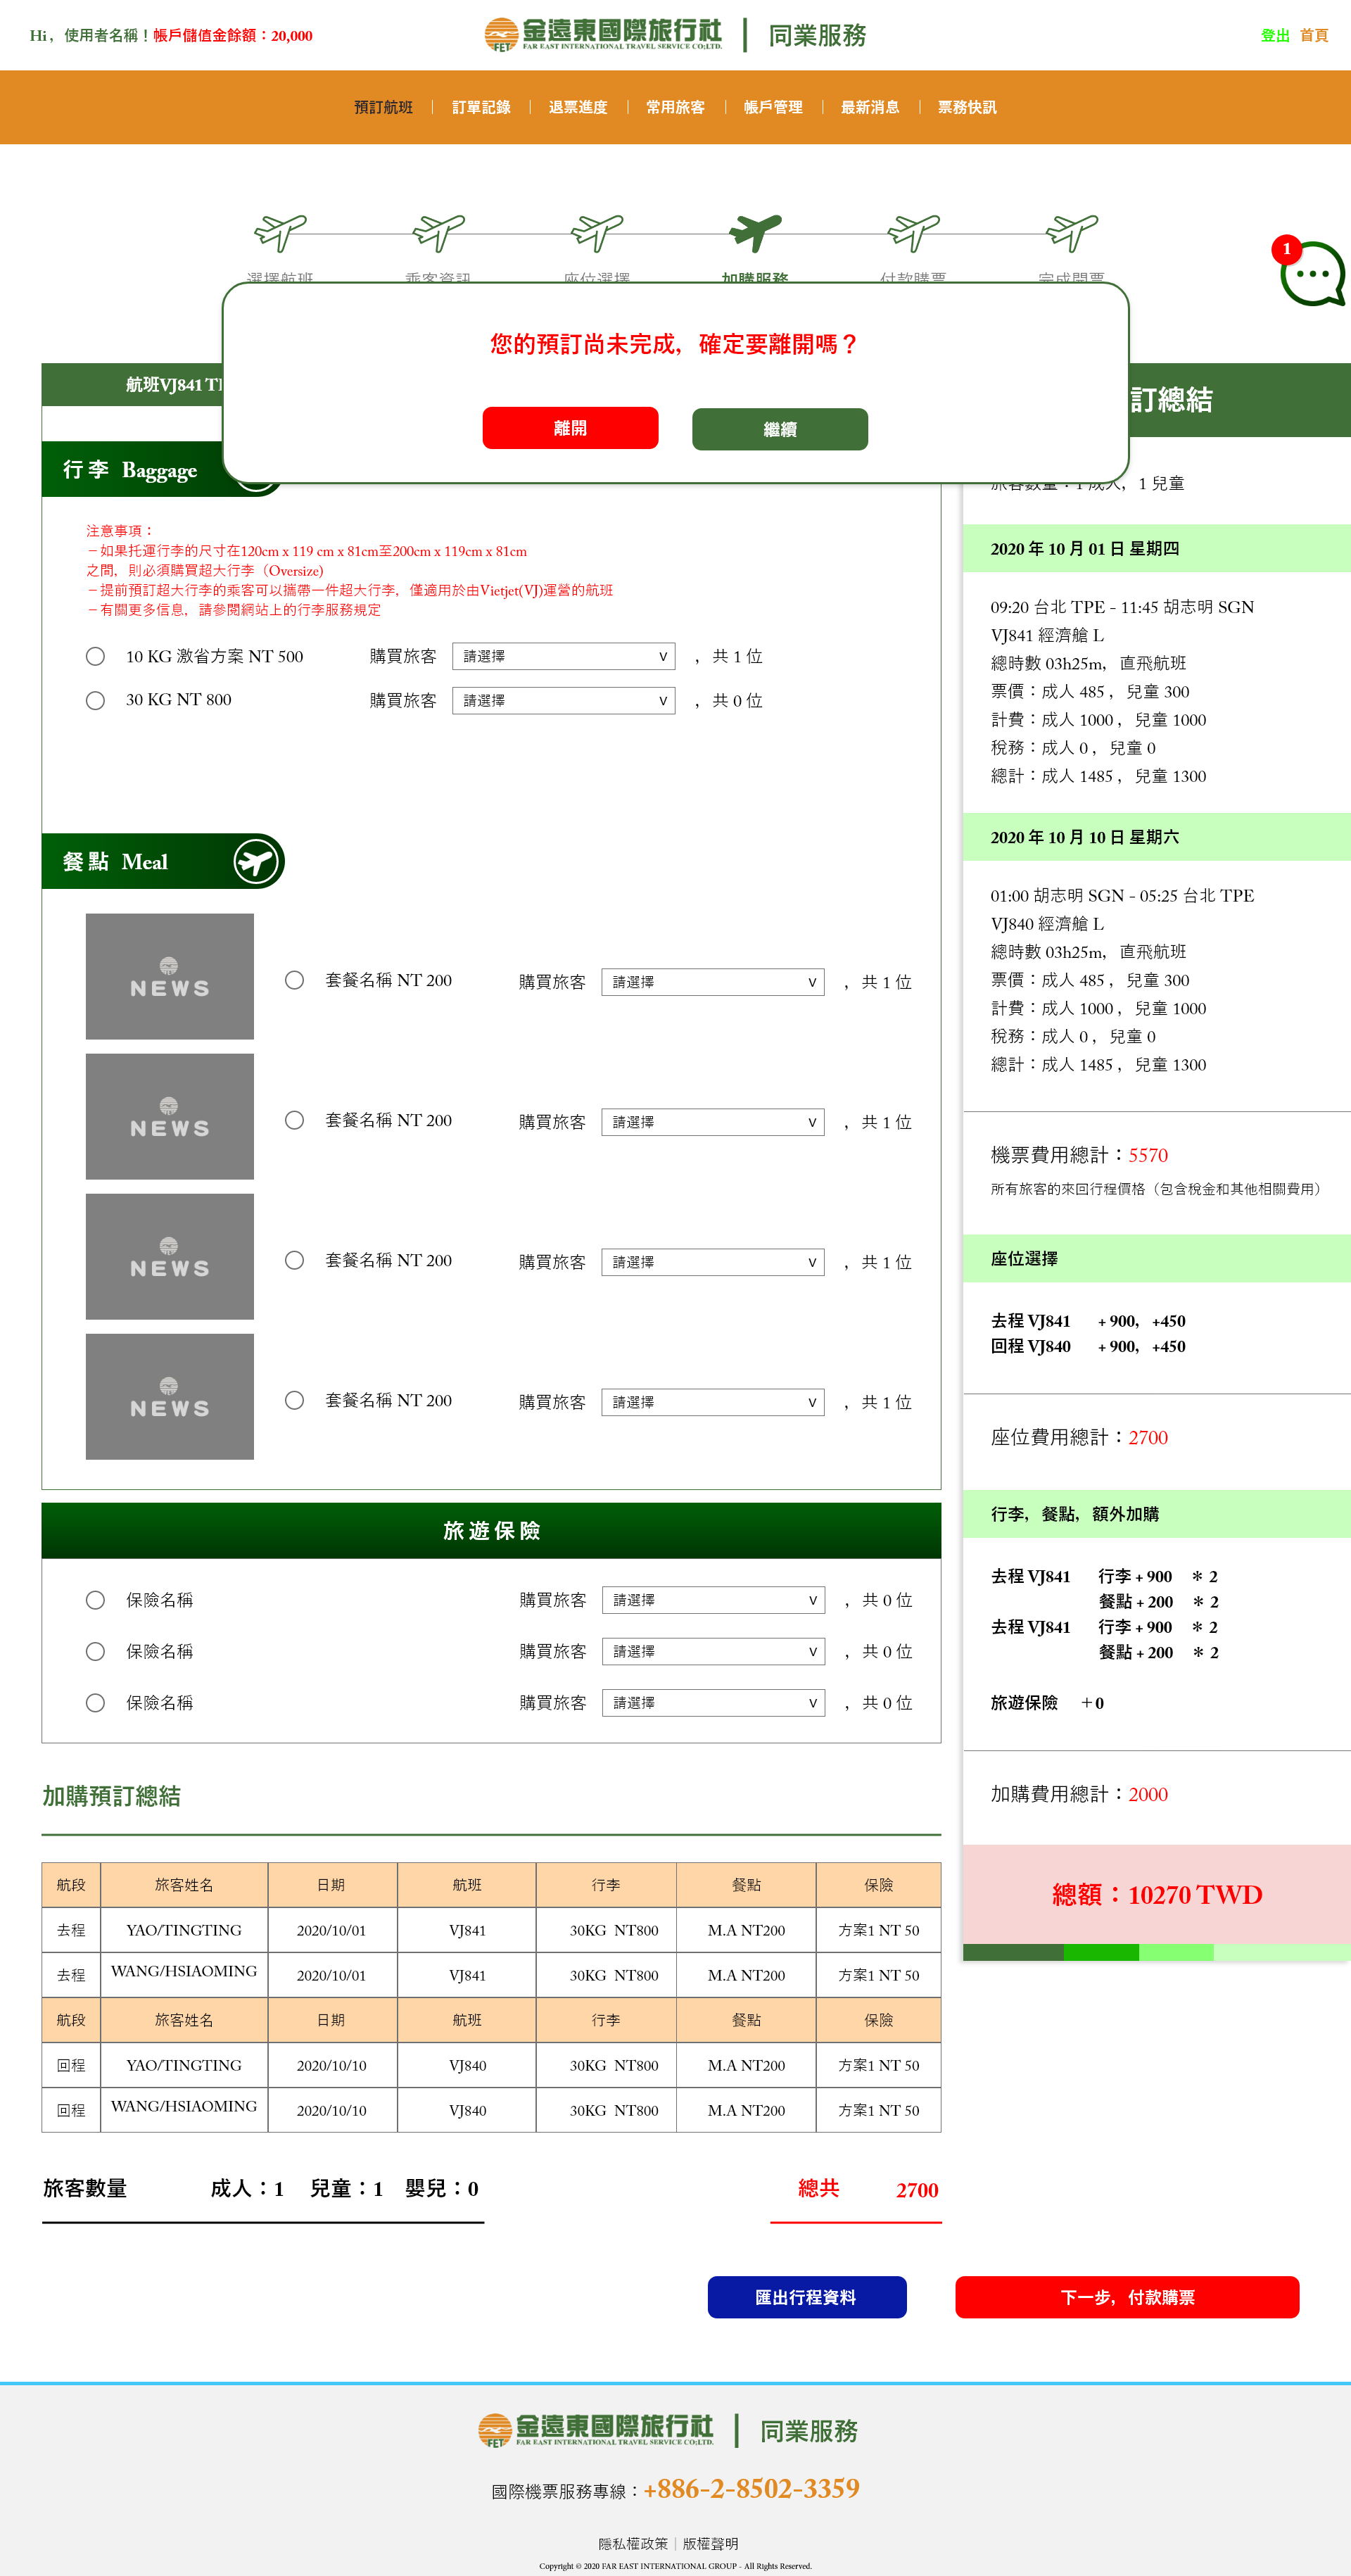 Hi，使用者名稱！帳戶儲值金餘額：20,000
金遠東國際旅行社
FAR EAST INTERNATIONAL TRAVEL SERVICE CO;LTD.
FET
同業服務
登出 首頁
預訂航班 訂單記錄 退票進度 常用旅客 帳戶管理 最新消息 票務快訊
選擇航班 乘客資訊 座位選擇 加購服務 付款購票 完成開票
1
您的預訂尚未完成，確定要離開嗎？
離開 繼續
航班VJ841
訂總結
行李 Baggage
旅客數量：1 成人，1 兒童
注意事項：
－如果托運行李的尺寸在120cm x 119 cm x 81cm至200cm x 119cm x 81cm
之間，則必須購買超大行李（Oversize)
－提前預訂超大行李的乘客可以攜帶一件超大行李，僅適用於由Vietjet(VJ)運營的航班
－有關更多信息，請參閱網站上的行李服務規定
10 KG 激省方案 NT 500 購買旅客 請選擇 V ，共 1 位
30 KG NT 800 購買旅客 請選擇 V ，共 0 位
餐點 Meal
NEWS
套餐名稱 NT 200 購買旅客 請選擇 V ，共 1 位
NEWS
套餐名稱 NT 200 購買旅客 請選擇 V ，共 1 位
NEWS
套餐名稱 NT 200 購買旅客 請選擇 V ，共 1 位
NEWS
套餐名稱 NT 200 購買旅客 請選擇 V ，共 1 位
旅遊保險
保險名稱 購買旅客 請選擇 V ，共 0 位
保險名稱 購買旅客 請選擇 V ，共 0 位
保險名稱 購買旅客 請選擇 V ，共 0 位
2020 年 10 月 01 日 星期四
09:20 台北 TPE - 11:45 胡志明 SGN
VJ841 經濟艙 L
總時數 03h25m，直飛航班
票價：成人 485 ，兒童 300
計費：成人 1000 ，兒童 1000
稅務：成人 0 ，兒童 0
總計：成人 1485 ，兒童 1300
2020 年 10 月 10 日 星期六
01:00 胡志明 SGN - 05:25 台北 TPE
VJ840 經濟艙 L
總時數 03h25m，直飛航班
票價：成人 485 ，兒童 300
計費：成人 1000 ，兒童 1000
稅務：成人 0 ，兒童 0
總計：成人 1485 ，兒童 1300
機票費用總計：5570
所有旅客的來回行程價格（包含稅金和其他相關費用）
座位選擇
去程 VJ841 + 900，+450
回程 VJ840 + 900，+450
座位費用總計：2700
行李，餐點，額外加購
去程 VJ841 行李 + 900 ＊ 2
餐點 + 200 ＊ 2
去程 VJ841 行李 + 900 ＊ 2
餐點 + 200 ＊ 2
旅遊保險 ＋0
加購費用總計：2000
總額：10270 TWD
加購預訂總結
航段 旅客姓名 日期 航班 行李 餐點 保險
去程 YAO/TINGTING 2020/10/01 VJ841 30KG NT800 M.A NT200 方案1 NT 50
去程 WANG/HSIAOMING 2020/10/01 VJ841 30KG NT800 M.A NT200 方案1 NT 50
航段 旅客姓名 日期 航班 行李 餐點 保險
回程 YAO/TINGTING 2020/10/10 VJ840 30KG NT800 M.A NT200 方案1 NT 50
回程 WANG/HSIAOMING 2020/10/10 VJ840 30KG NT800 M.A NT200 方案1 NT 50
旅客數量 成人：1 兒童：1 嬰兒：0 總共 2700
匯出行程資料 下一步，付款購票
金遠東國際旅行社
FAR EAST INTERNATIONAL TRAVEL SERVICE CO;LTD.
FET
同業服務
國際機票服務專線：+886-2-8502-3359
隱私權政策｜版權聲明
Copyright © 2020 FAR EAST INTERNATIONAL GROUP - All Rights Reserved.